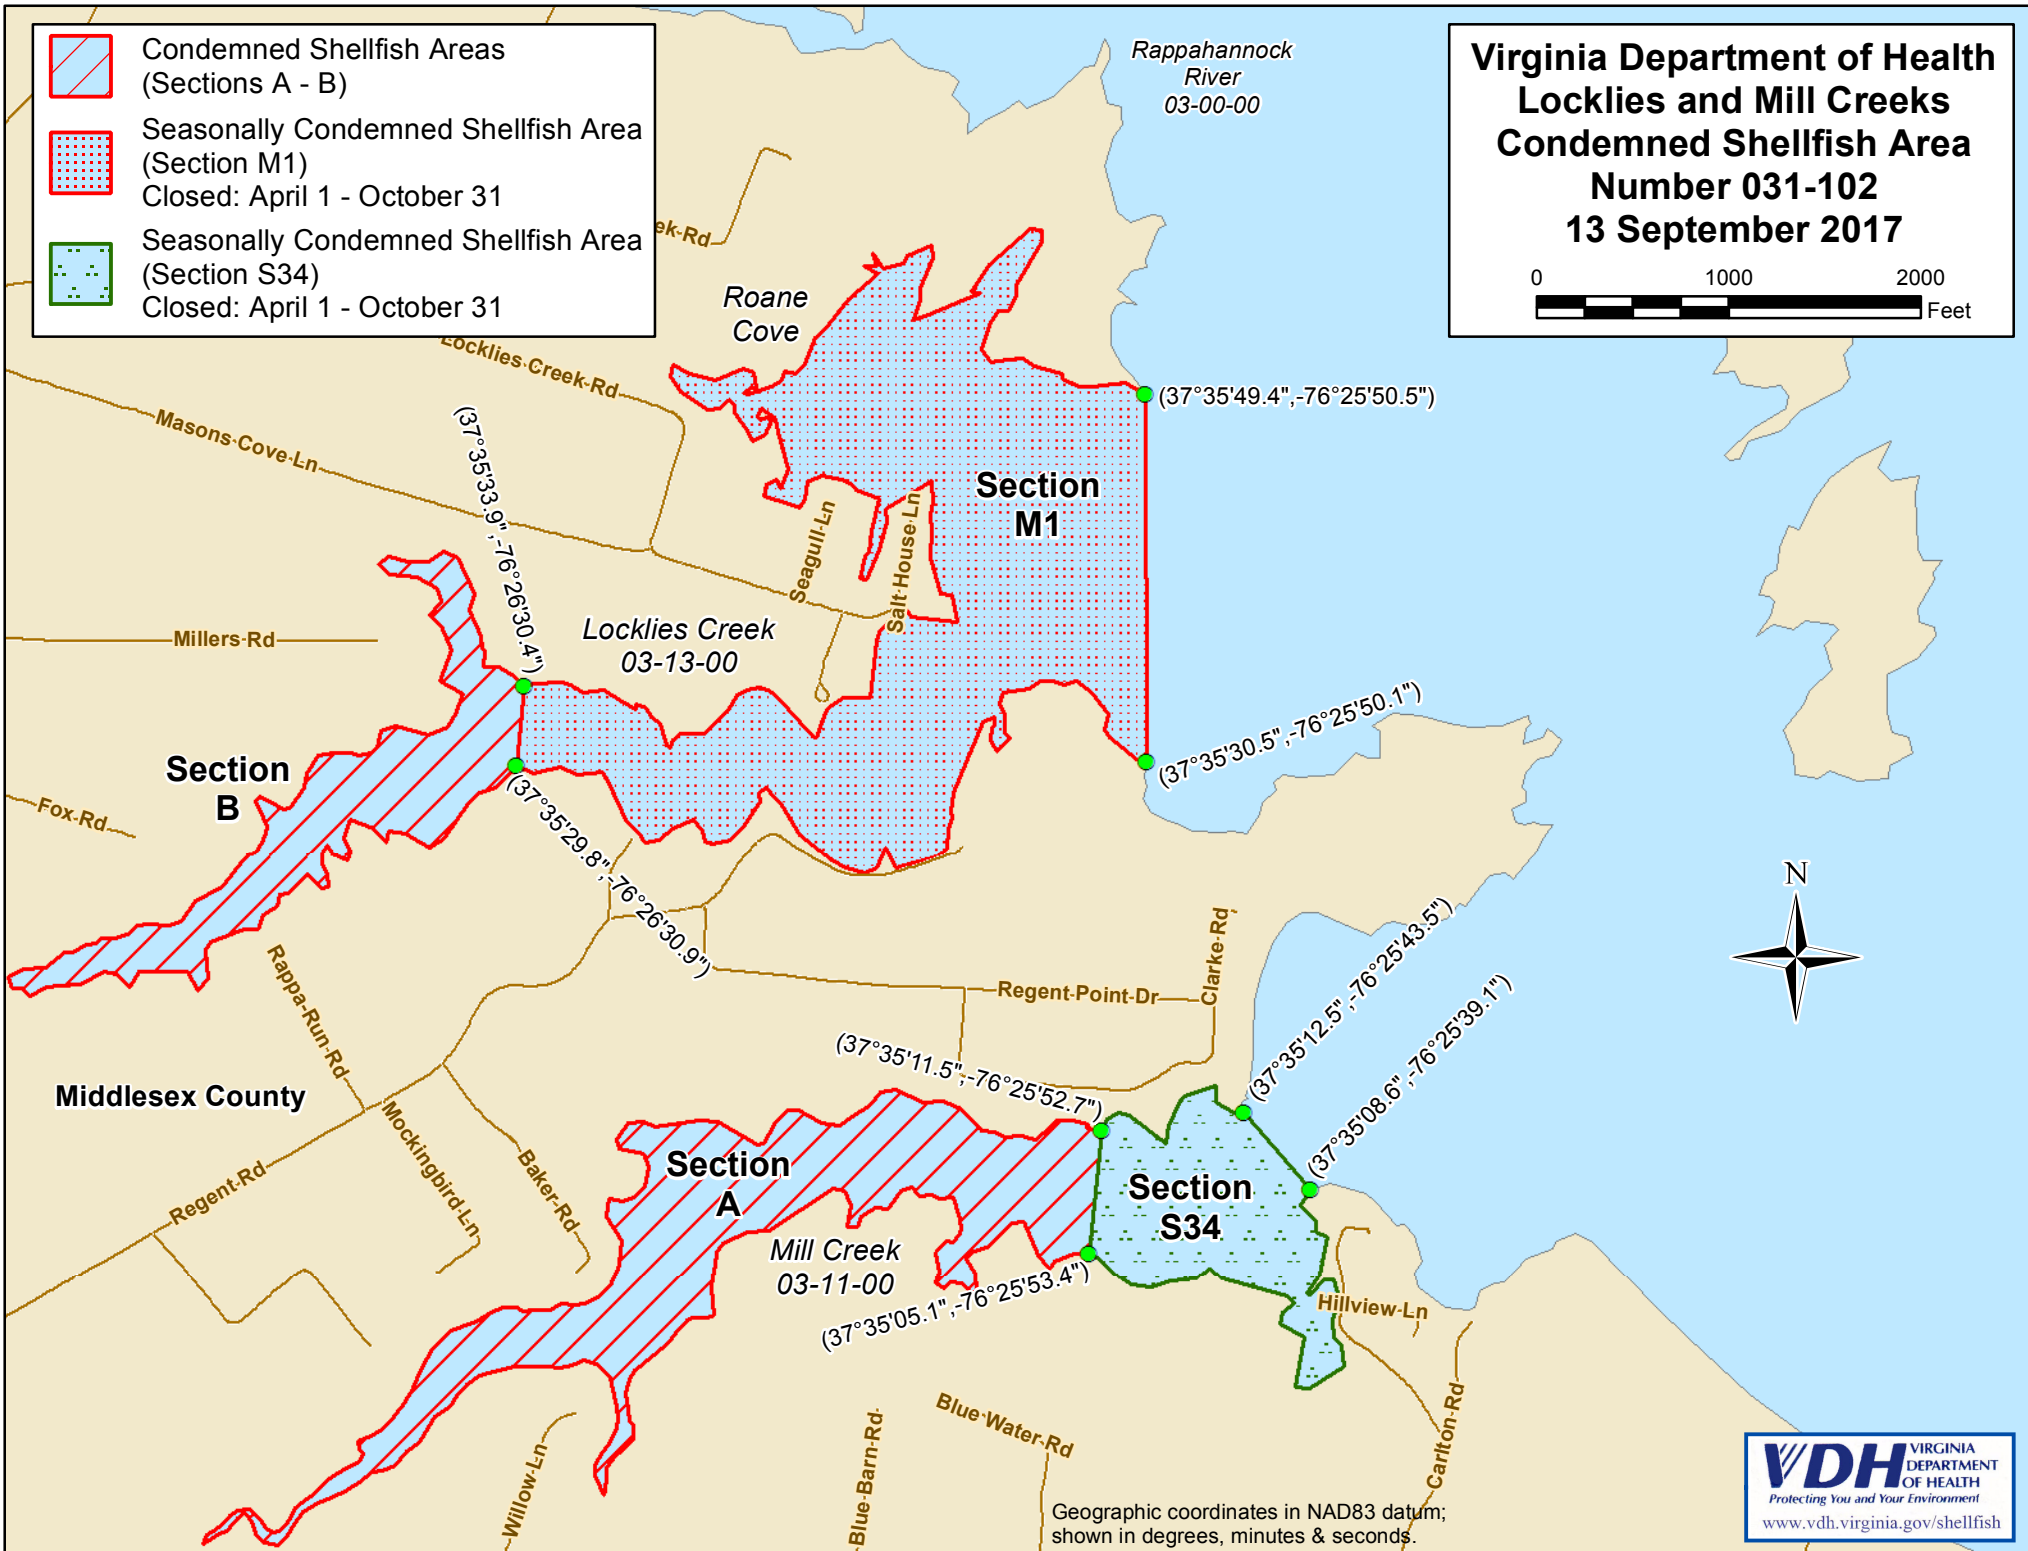 Condemned Shellfish Areas
(Sections A - B)
Seasonally Condemned Shellfish Area
(Section M1)
Closed: April 1 - October 31
Seasonally Condemned Shellfish Area
(Section S34)
Closed: April 1 - October 31
Rappahannock
River
03-00-00
Virginia Department of Health
Locklies and Mill Creeks
Condemned Shellfish Area
Number 031-102
13 September 2017
0 1000 2000
Feet
ek-Rd
Roane
Cove
Locklies Creek-Rd
Masons-Cove-Ln
(37°35'49.4",-76°25'50.5")
(37°35'33.9",-76°26'30.4")
Section
M1
Seagull-Ln
Salt-House-Ln
Millers-Rd
Locklies Creek
03-13-00
(37°35'30.5",-76°25'50.1")
Section
B
Fox-Rd
(37°35'29.8",-76°26'30.9")
N
Rappa-Run-Rd
Regent-Point-Dr
Clarke-Rd
(37°35'12.5",-76°25'43.5")
(37°35'08.6",-76°25'39.1")
(37°35'11.5",-76°25'52.7")
Middlesex County
Mockingbird-Ln
Baker-Rd
Regent-Rd
Section
A
Section
S34
Mill Creek
03-11-00
(37°35'05.1",-76°25'53.4")
Hillview-Ln
Carlton-Rd
Blue-Water-Rd
Blue-Barn-Rd
Willow-Ln
Geographic coordinates in NAD83 datum;
shown in degrees, minutes & seconds.
VDH
VIRGINIA
DEPARTMENT
OF HEALTH
Protecting You and Your Environment
www.vdh.virginia.gov/shellfish